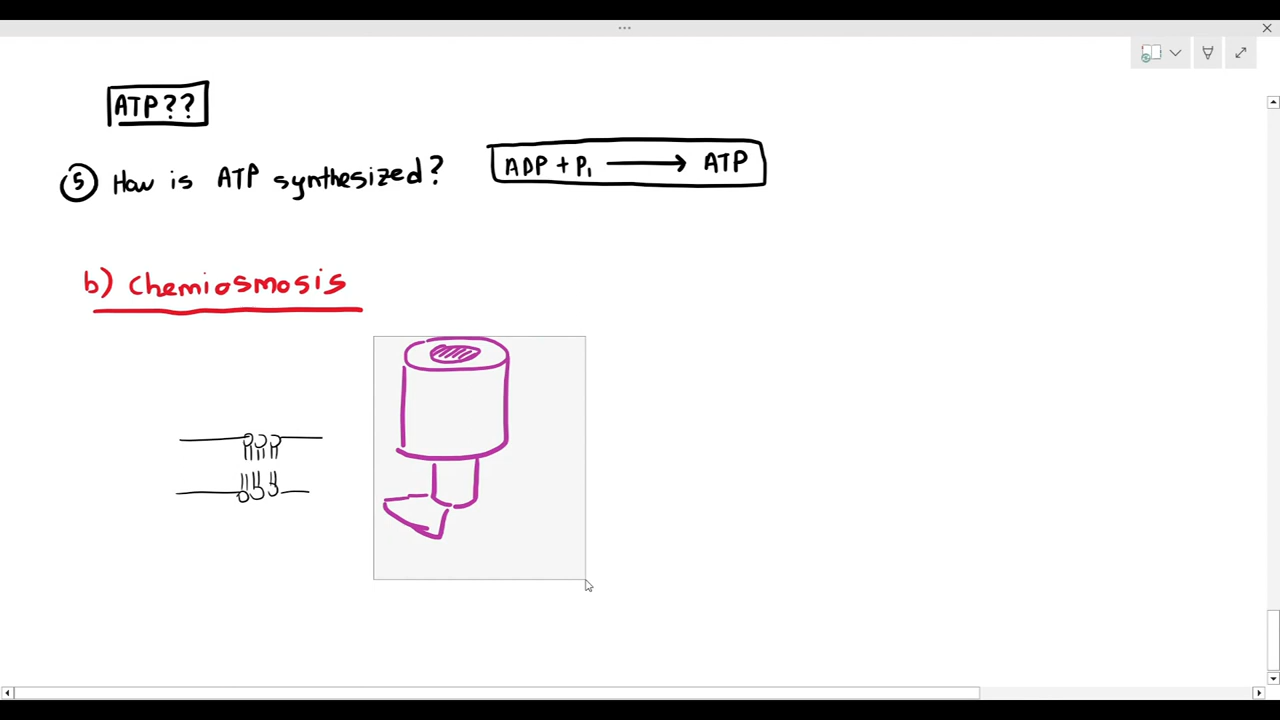 ATP??
⑤ How is ATP synthesized?
ADP + Pi ⟶ ATP
b) Chemiosmosis